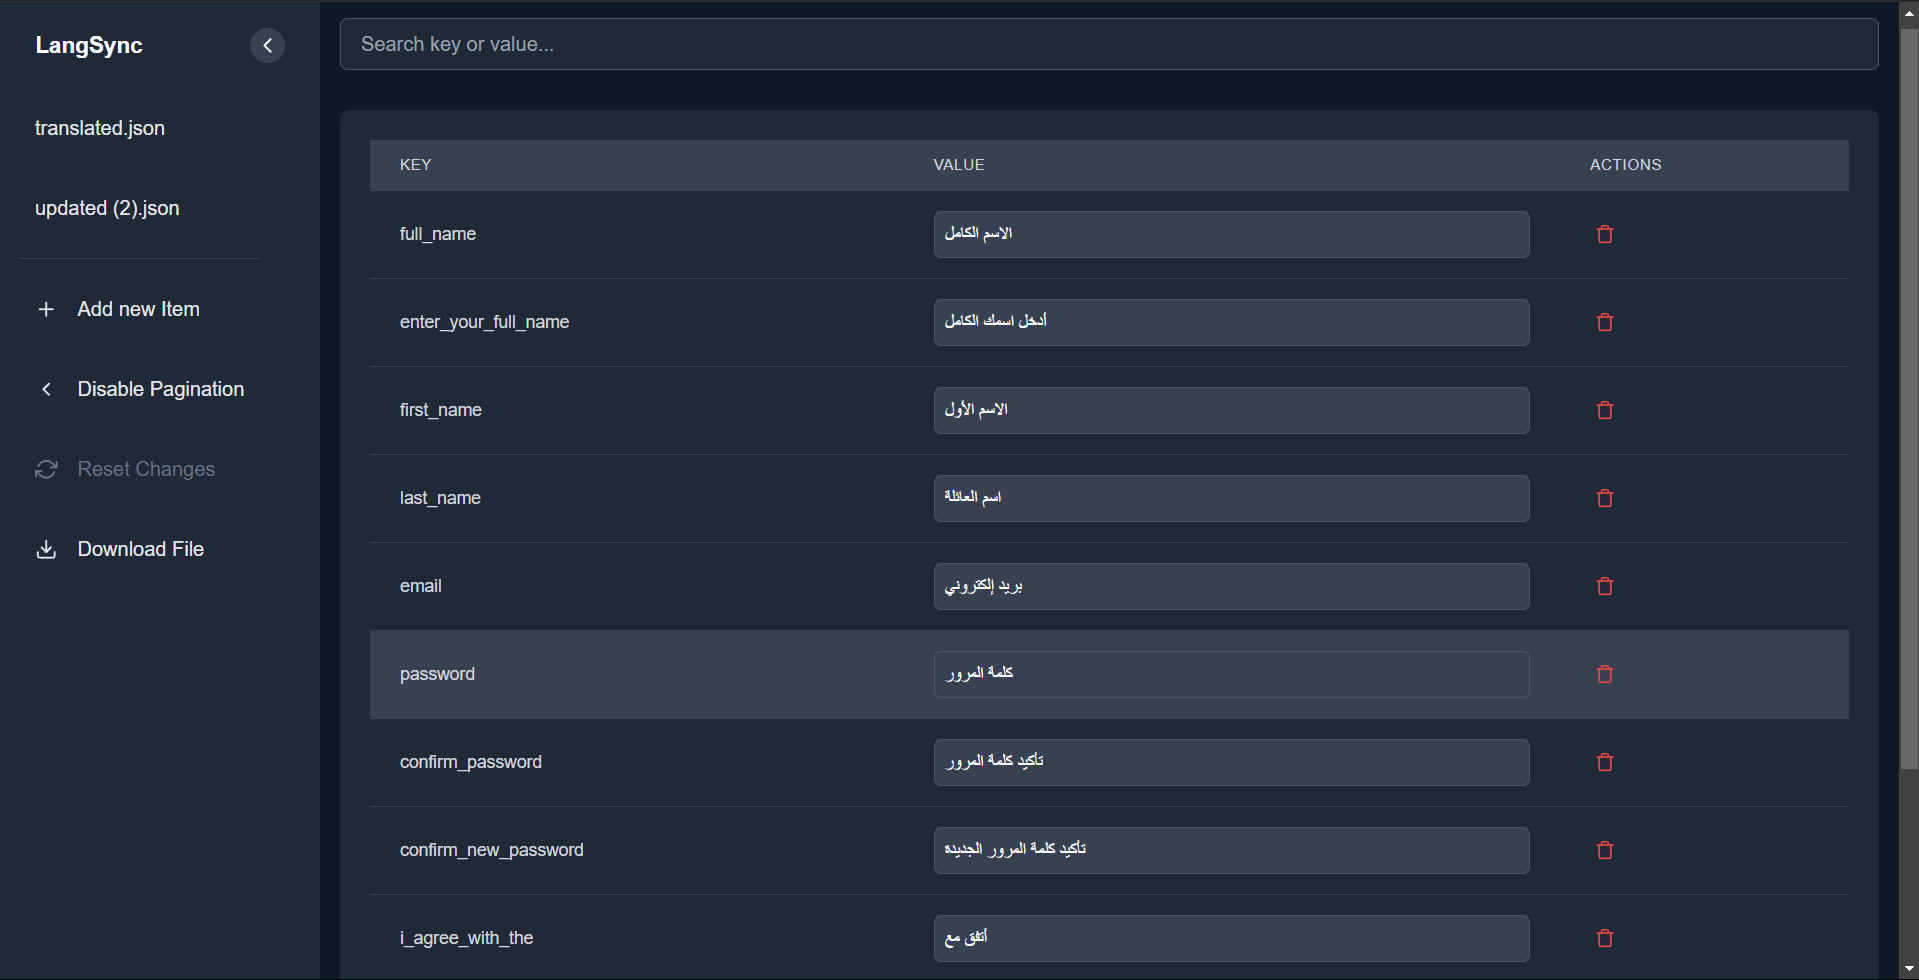 LangSync
translated.json
updated (2).json
Add new Item
Disable Pagination
Reset Changes
Download File
Search key or value...
KEY VALUE ACTIONS
full_name الاسم الكامل
enter_your_full_name أدخل اسمك الكامل
first_name الاسم الأول
last_name اسم العائلة
email بريد إلكتروني
password كلمة المرور
confirm_password تأكيد كلمة المرور
confirm_new_password تأكيد كلمة المرور الجديدة
i_agree_with_the أتفق مع